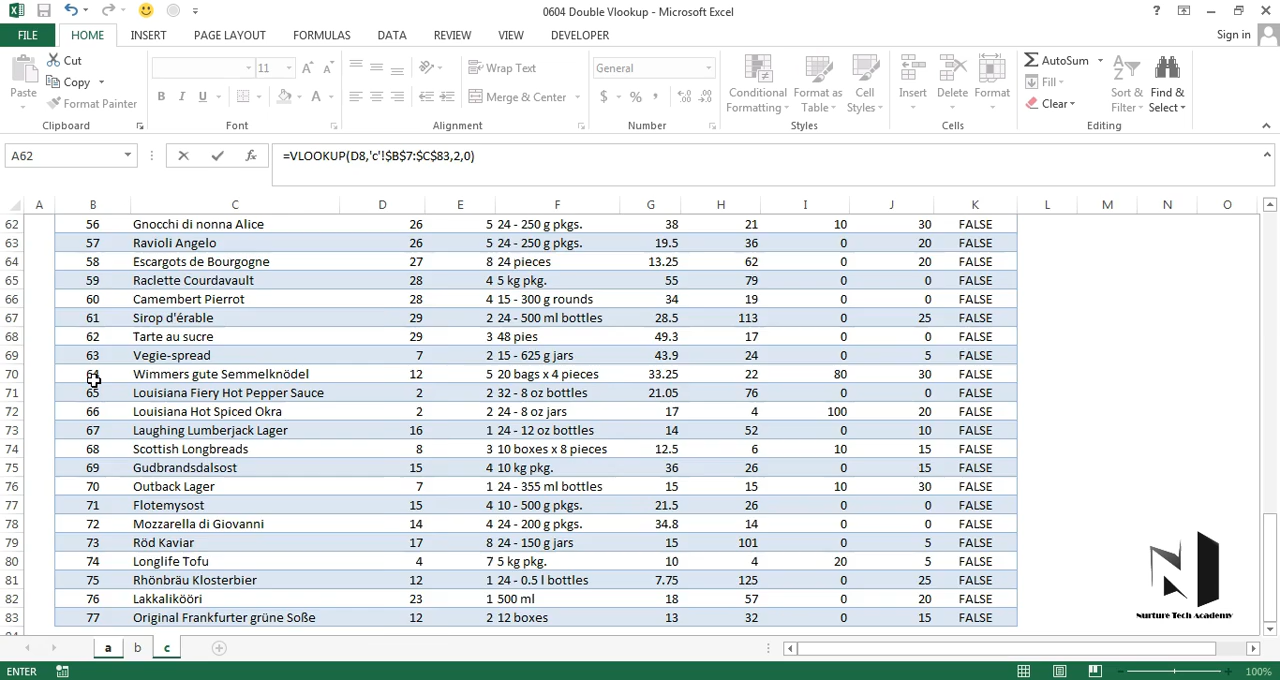 0604 Double Vlookup - Microsoft Excel
?
Sign in
FILE HOME INSERT PAGE LAYOUT FORMULAS DATA REVIEW VIEW DEVELOPER
Paste
Cut
Copy
Format Painter
Clipboard
11
B I U
Font
Wrap Text
Merge & Center
Alignment
General
$ % ,
Number
Conditional Formatting
Format as Table
Cell Styles
Styles
Insert
Delete
Format
Cells
AutoSum
Fill
Clear
Sort & Filter
Find & Select
Editing
A62
fx
=VLOOKUP(D8,'c'!$B$7:$C$83,2,0)
A B C D E F G H I J K L M N O
62 56 Gnocchi di nonna Alice 26 5 24 - 250 g pkgs. 38 21 10 30 FALSE
63 57 Ravioli Angelo 26 5 24 - 250 g pkgs. 19.5 36 0 20 FALSE
64 58 Escargots de Bourgogne 27 8 24 pieces 13.25 62 0 20 FALSE
65 59 Raclette Courdavault 28 4 5 kg pkg. 55 79 0 0 FALSE
66 60 Camembert Pierrot 28 4 15 - 300 g rounds 34 19 0 0 FALSE
67 61 Sirop d'érable 29 2 24 - 500 ml bottles 28.5 113 0 25 FALSE
68 62 Tarte au sucre 29 3 48 pies 49.3 17 0 0 FALSE
69 63 Vegie-spread 7 2 15 - 625 g jars 43.9 24 0 5 FALSE
70 64 Wimmers gute Semmelknödel 12 5 20 bags x 4 pieces 33.25 22 80 30 FALSE
71 65 Louisiana Fiery Hot Pepper Sauce 2 2 32 - 8 oz bottles 21.05 76 0 0 FALSE
72 66 Louisiana Hot Spiced Okra 2 2 24 - 8 oz jars 17 4 100 20 FALSE
73 67 Laughing Lumberjack Lager 16 1 24 - 12 oz bottles 14 52 0 10 FALSE
74 68 Scottish Longbreads 8 3 10 boxes x 8 pieces 12.5 6 10 15 FALSE
75 69 Gudbrandsdalsost 15 4 10 kg pkg. 36 26 0 15 FALSE
76 70 Outback Lager 7 1 24 - 355 ml bottles 15 15 10 30 FALSE
77 71 Flotemysost 15 4 10 - 500 g pkgs. 21.5 26 0 0 FALSE
78 72 Mozzarella di Giovanni 14 4 24 - 200 g pkgs. 34.8 14 0 0 FALSE
79 73 Röd Kaviar 17 8 24 - 150 g jars 15 101 0 5 FALSE
80 74 Longlife Tofu 4 7 5 kg pkg. 10 4 20 5 FALSE
81 75 Rhönbräu Klosterbier 12 1 24 - 0.5 l bottles 7.75 125 0 25 FALSE
82 76 Lakkalikööri 23 1 500 ml 18 57 0 20 FALSE
83 77 Original Frankfurter grüne Soße 12 2 12 boxes 13 32 0 15 FALSE
Nurture Tech Academy
a b c
ENTER
100%